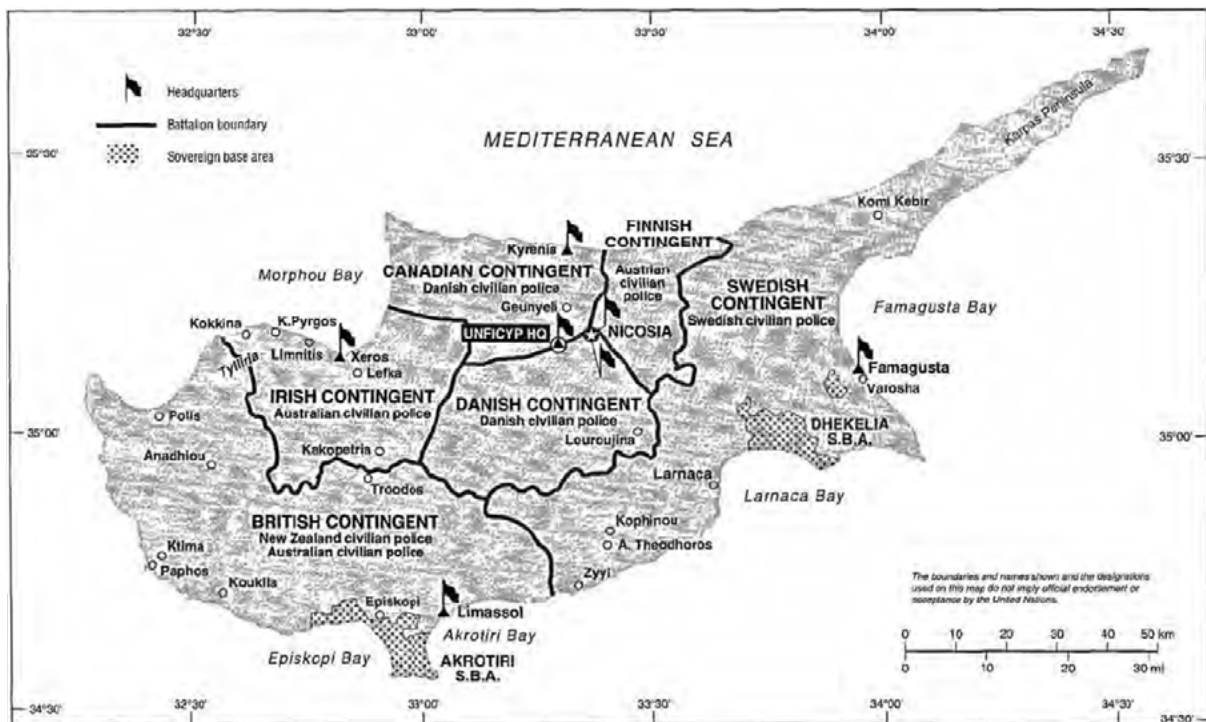 32°30'
33°00'
33°30'
34°00'
34°30'
Headquarters
Battalion boundary
Sovereign base area
MEDITERRANEAN SEA
Karpas Peninsula
35°30'
35°30'
Komi Kebir
FINNISH
CONTINGENT
Kyrenia
Morphou Bay
CANADIAN CONTINGENT
Danish civilian police
Austrian
civilian
police
SWEDISH
CONTINGENT
Swedish civilian police
Famagusta Bay
Geunyeli
Kokkina
K.Pyrgos
UNFICYP HQ
NICOSIA
Limnitis
Xeros
Tylliria
Lefka
Famagusta
Varosha
IRISH CONTINGENT
Australian civilian police
DANISH CONTINGENT
Danish civilian police
Polis
DHEKELIA
S.B.A.
35°00'
35°00'
Louroujina
Kakopetria
Anadhiou
Troodos
Larnaca
Larnaca Bay
BRITISH CONTINGENT
New Zealand civilian police
Australian civilian police
Kophinou
A. Theodhoros
Ktima
Paphos
Zyyi
Kouklia
The boundaries and names shown and the designations
used on this map do not imply official endorsement or
acceptance by the United Nations.
Episkopi
Limassol
Akrotiri Bay
Episkopi Bay
AKROTIRI
S.B.A.
0 10 20 30 40 50 km
0 10 20 30 mi
34°30'
34°30'
32°30'
33°00'
33°30'
34°00'
34°30'